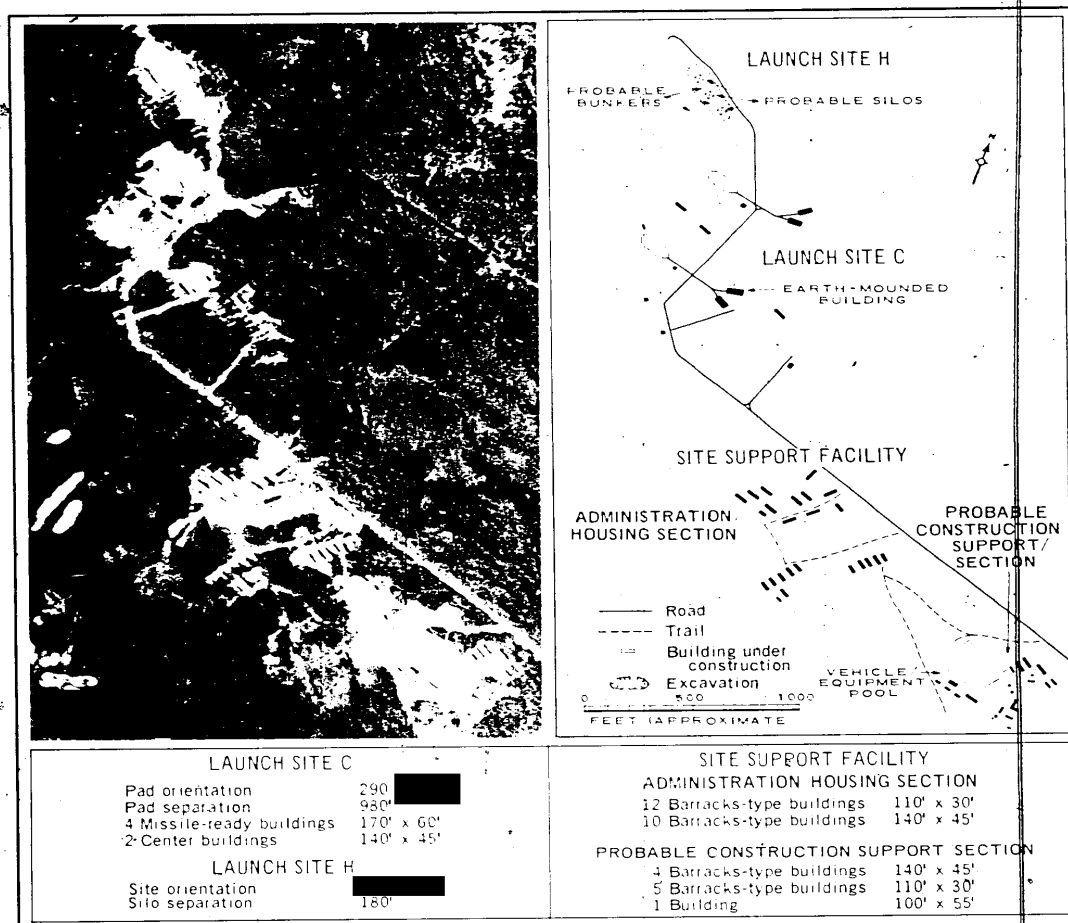 LAUNCH SITE H
PROBABLE
BUNKERS
PROBABLE SILOS
LAUNCH SITE C
EARTH-MOUNDED
BUILDING
SITE SUPPORT FACILITY
ADMINISTRATION/
HOUSING SECTION
PROBABLE
CONSTRUCTION
SUPPORT/
SECTION
Road
Trail
Building under
construction
Excavation
VEHICLE
EQUIPMENT
POOL
0 500 1000
FEET (APPROXIMATE
LAUNCH SITE C
Pad orientation 290
Pad separation 980'
4 Missile-ready buildings 170' x 60'
2 Center buildings 140' x 45'
LAUNCH SITE H
Site orientation
Silo separation 180'
SITE SUPPORT FACILITY
ADMINISTRATION HOUSING SECTION
12 Barracks-type buildings 110' x 30'
10 Barracks-type buildings 140' x 45'
PROBABLE CONSTRUCTION SUPPORT SECTION
4 Barracks-type buildings 140' x 45'
5 Barracks-type buildings 110' x 30'
1 Building 100' x 55'